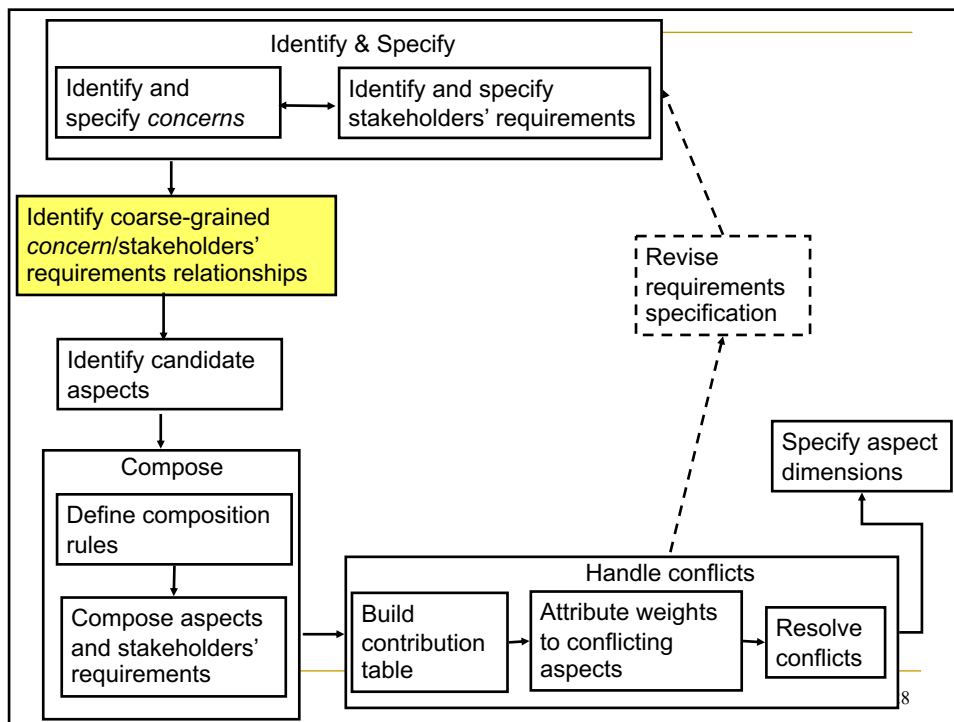 Identify & Specify
Identify and
specify concerns
Identify and specify
stakeholders' requirements
Identify coarse-grained
concern/stakeholders'
requirements relationships
Revise
requirements
specification
Identify candidate
aspects
Specify aspect
dimensions
Compose
Define composition
rules
Compose aspects
and stakeholders'
requirements
Handle conflicts
Build
contribution
table
Attribute weights
to conflicting
aspects
Resolve
conflicts